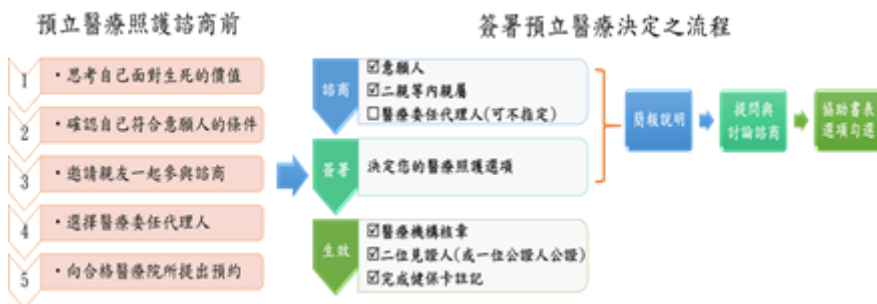 預立醫療照護諮商前
簽署預立醫療決定之流程
1
・思考自己面對生死的價值
2
・確認自己符合意願人的條件
3
・邀請親友一起參與諮商
4
・選擇醫療委任代理人
5
・向合格醫療院所提出預約
諮商
☑意願人
☑二親等內親屬
☐醫療委任代理人(可不指定)
簽署
決定您的醫療照護選項
生效
☑醫療機構核章
☑二位見證人(或一位公證人公證)
☑完成健保卡註記
簡報說明
提問與
討論諮商
協助書表
選項勾選